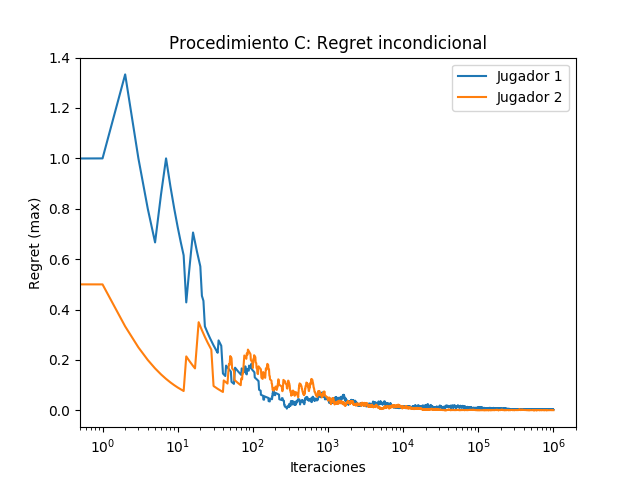 Procedimiento C: Regret incondicional
Jugador 1
Jugador 2
Regret (max)
1.4
1.2
1.0
0.8
0.6
0.4
0.2
0.0
10^0 10^1 10^2 10^3 10^4 10^5 10^6
Iteraciones